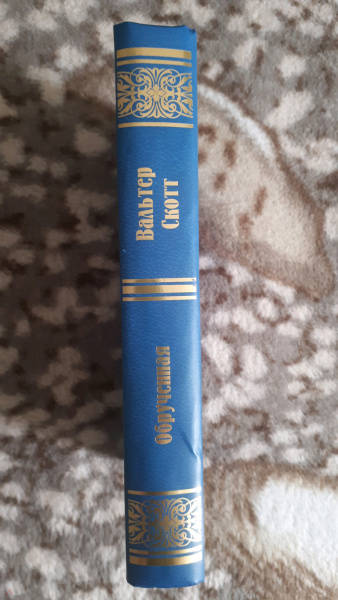 Вальтер
Скотт
Обрученная